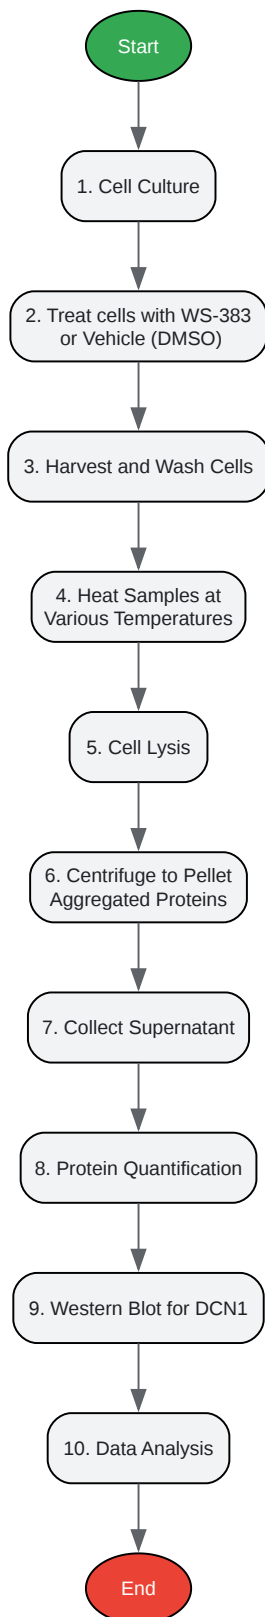 Start
1. Cell Culture
2. Treat cells with WS-383
or Vehicle (DMSO)
3. Harvest and Wash Cells
4. Heat Samples at
Various Temperatures
5. Cell Lysis
6. Centrifuge to Pellet
Aggregated Proteins
7. Collect Supernatant
8. Protein Quantification
9. Western Blot for DCN1
10. Data Analysis
End